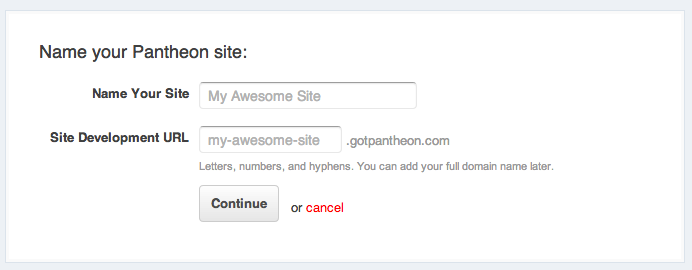 Name your Pantheon site:
Name Your Site My Awesome Site
Site Development URL my-awesome-site .gotpantheon.com
Letters, numbers, and hyphens. You can add your full domain name later.
Continue or cancel